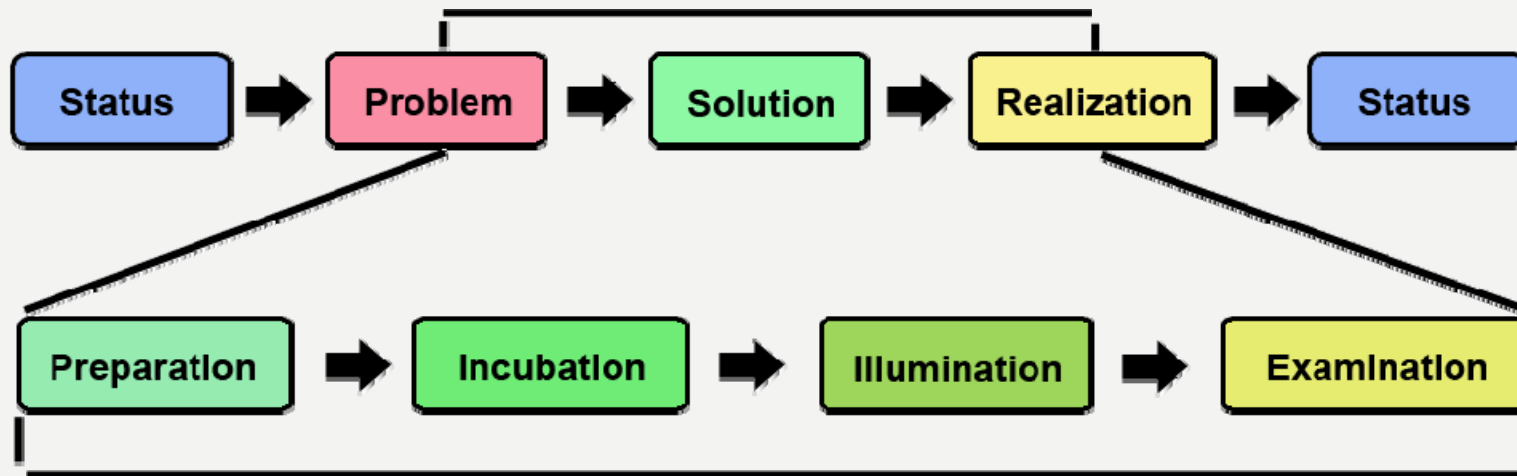 Status
Problem
Solution
Realization
Status
Preparation
Incubation
Illumination
Examination